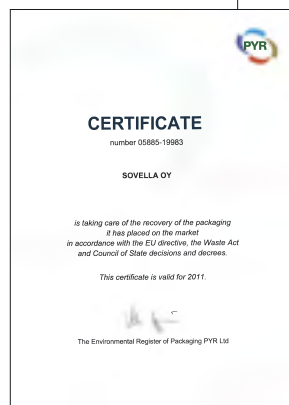 PYR
CERTIFICATE
number 05885-19983
SOVELLA OY
is taking care of the recovery of the packaging
it has placed on the market
in accordance with the EU directive, the Waste Act
and Council of State decisions and decrees.
This certificate is valid for 2011.
The Environmental Register of Packaging PYR Ltd